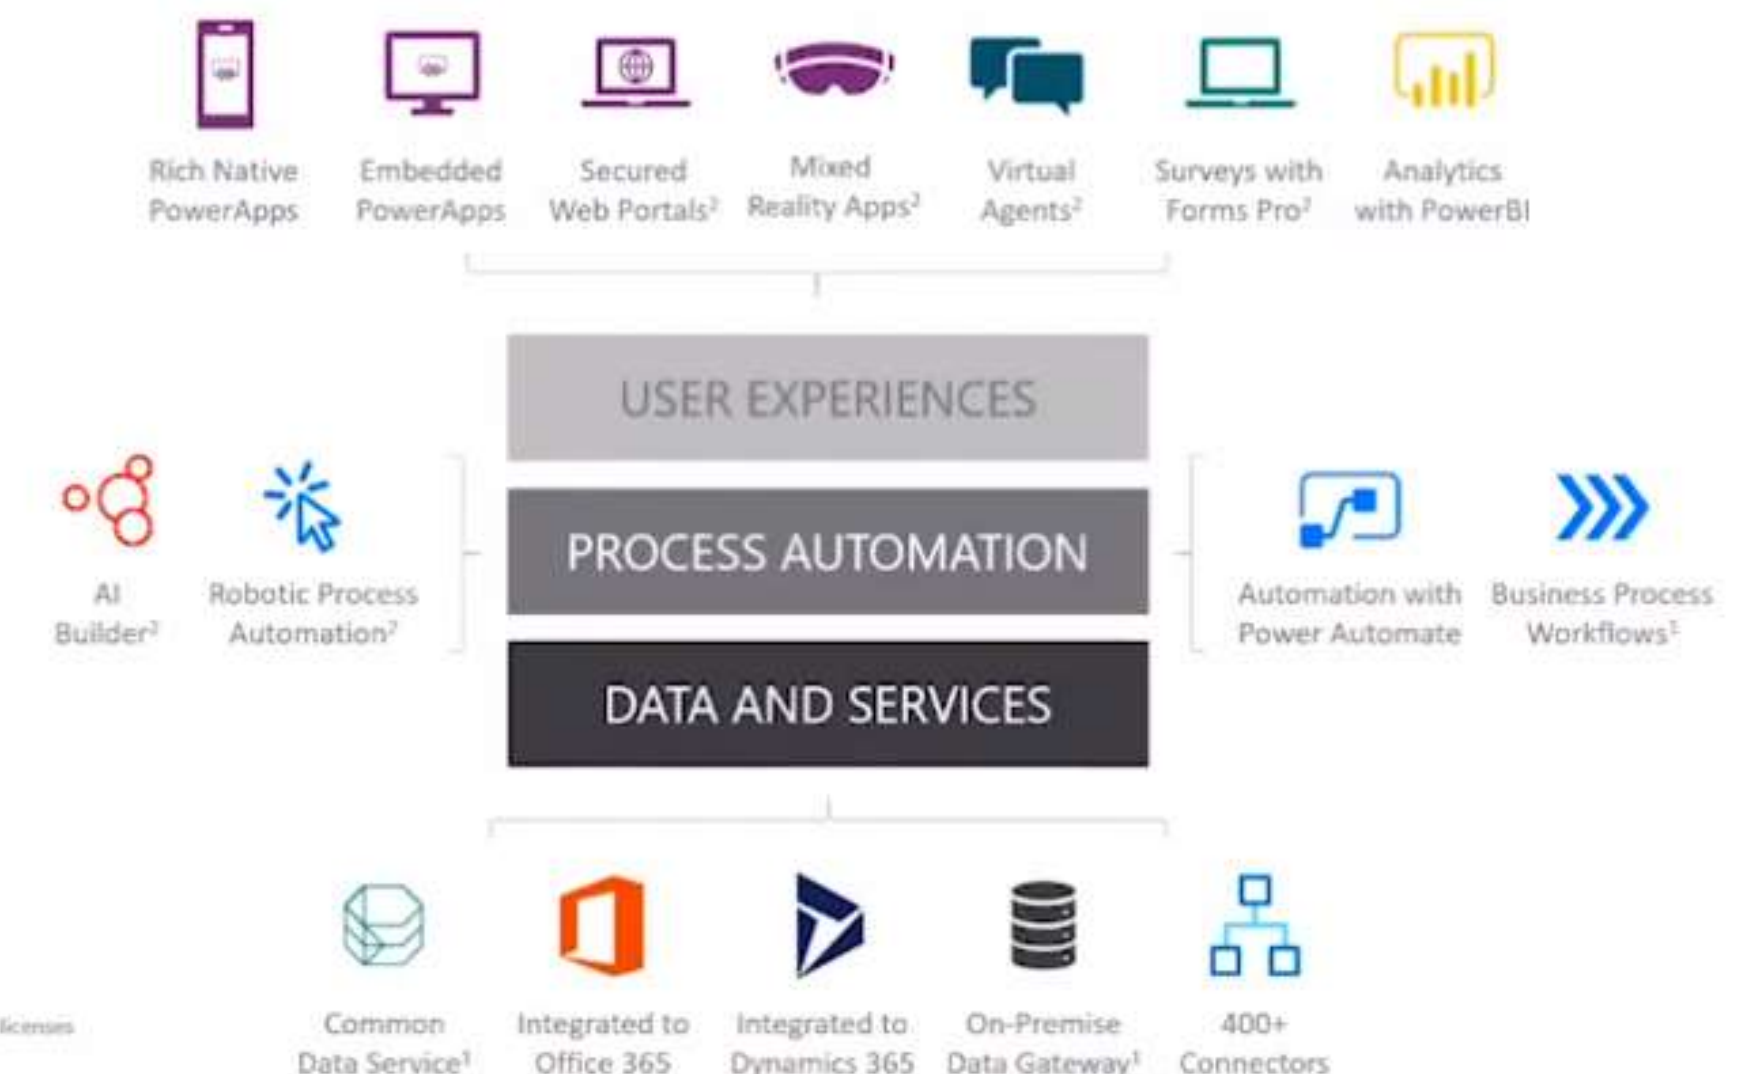 Rich Native
PowerApps
Embedded
PowerApps
Secured
Web Portals²
Mixed
Reality Apps²
Virtual
Agents²
Surveys with
Forms Pro²
Analytics
with PowerBI
USER EXPERIENCES
AI
Builder²
Robotic Process
Automation²
PROCESS AUTOMATION
Automation with
Power Automate
Business Process
Workflows¹
DATA AND SERVICES
licenses
Common
Data Service¹
Integrated to
Office 365
Integrated to
Dynamics 365
On-Premise
Data Gateway¹
400+
Connectors